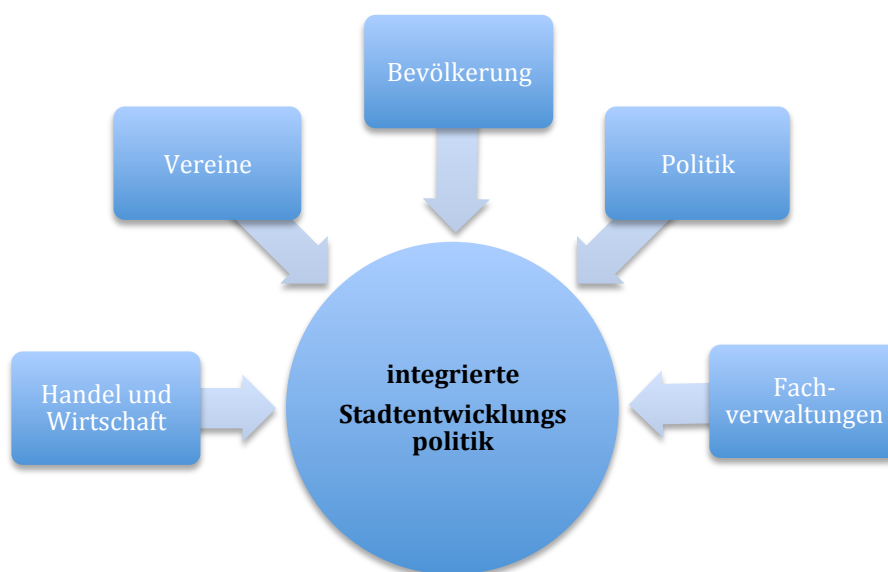 Bevölkerung
Vereine
Politik
Handel und
Wirtschaft
integrierte
Stadtentwicklungs
politik
Fach-
verwaltungen